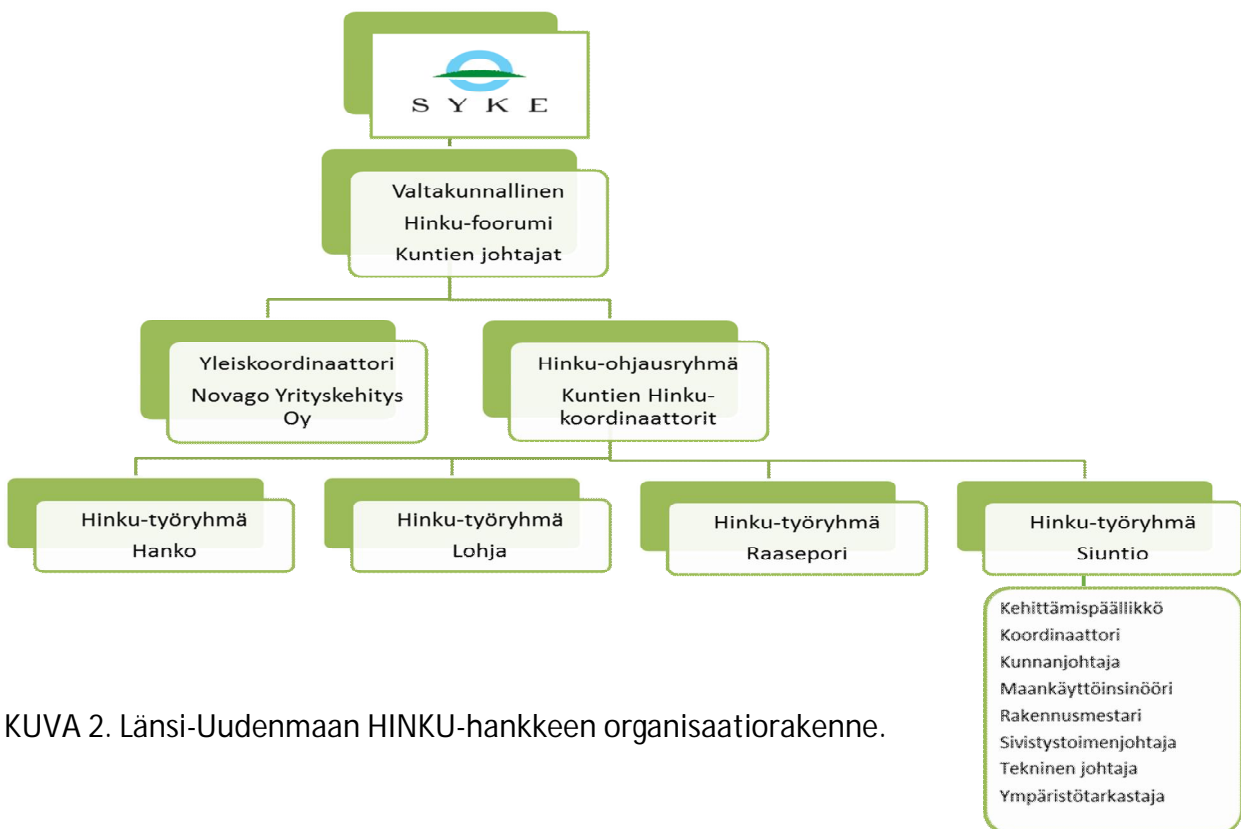 SYKE
Valtakunnallinen
Hinku-foorumi
Kuntien johtajat
Yleiskoordinaattori
Novago Yrityskehitys
Oy
Hinku-ohjausryhmä
Kuntien Hinku-
koordinaattorit
Hinku-työryhmä
Hanko
Hinku-työryhmä
Lohja
Hinku-työryhmä
Raasepori
Hinku-työryhmä
Siuntio
Kehittämispäällikkö
Koordinaattori
Kunnanjohtaja
Maankäyttöinsinööri
Rakennusmestari
Sivistystoimenjohtaja
Tekninen johtaja
Ympäristötarkastaja
KUVA 2. Länsi-Uudenmaan HINKU-hankkeen organisaatiorakenne.